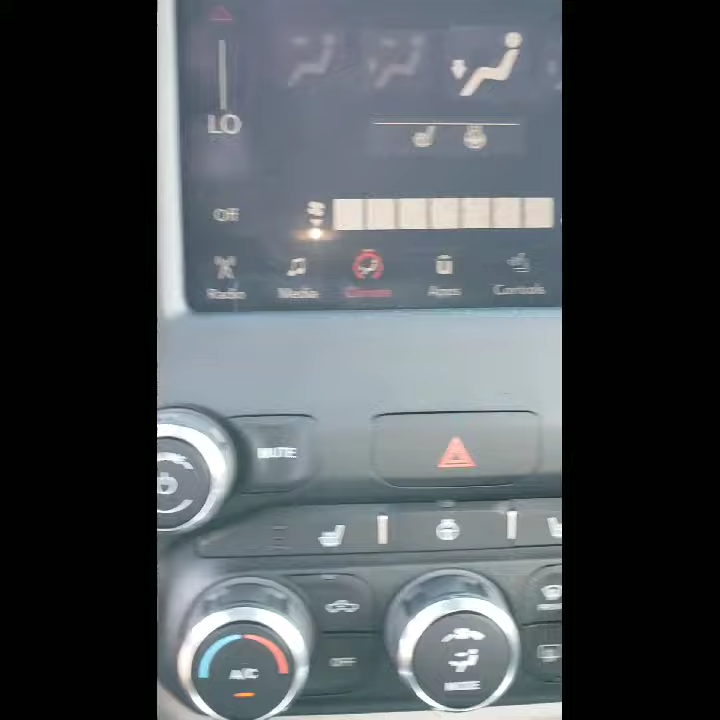 LO
Off
Radio
Media
Climate
Apps
Controls
MUTE
OFF
A/C
MODE